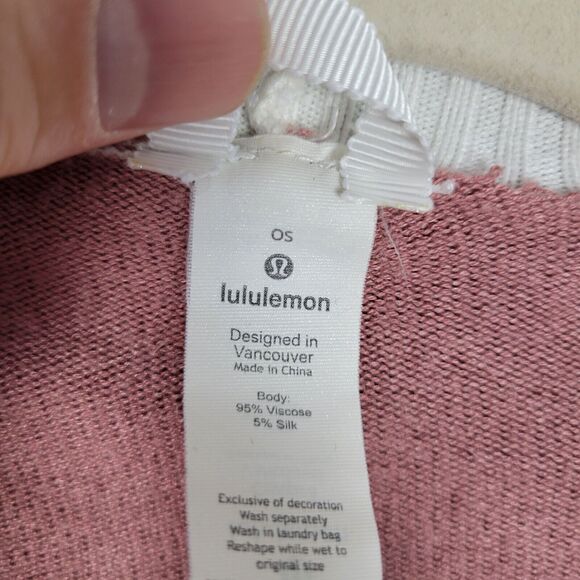 OS
lululemon
Designed in
Vancouver
Made in China
Body:
95% Viscose
5% Silk
Exclusive of decoration
Wash separately
Wash in laundry bag
Reshape while wet to
original size